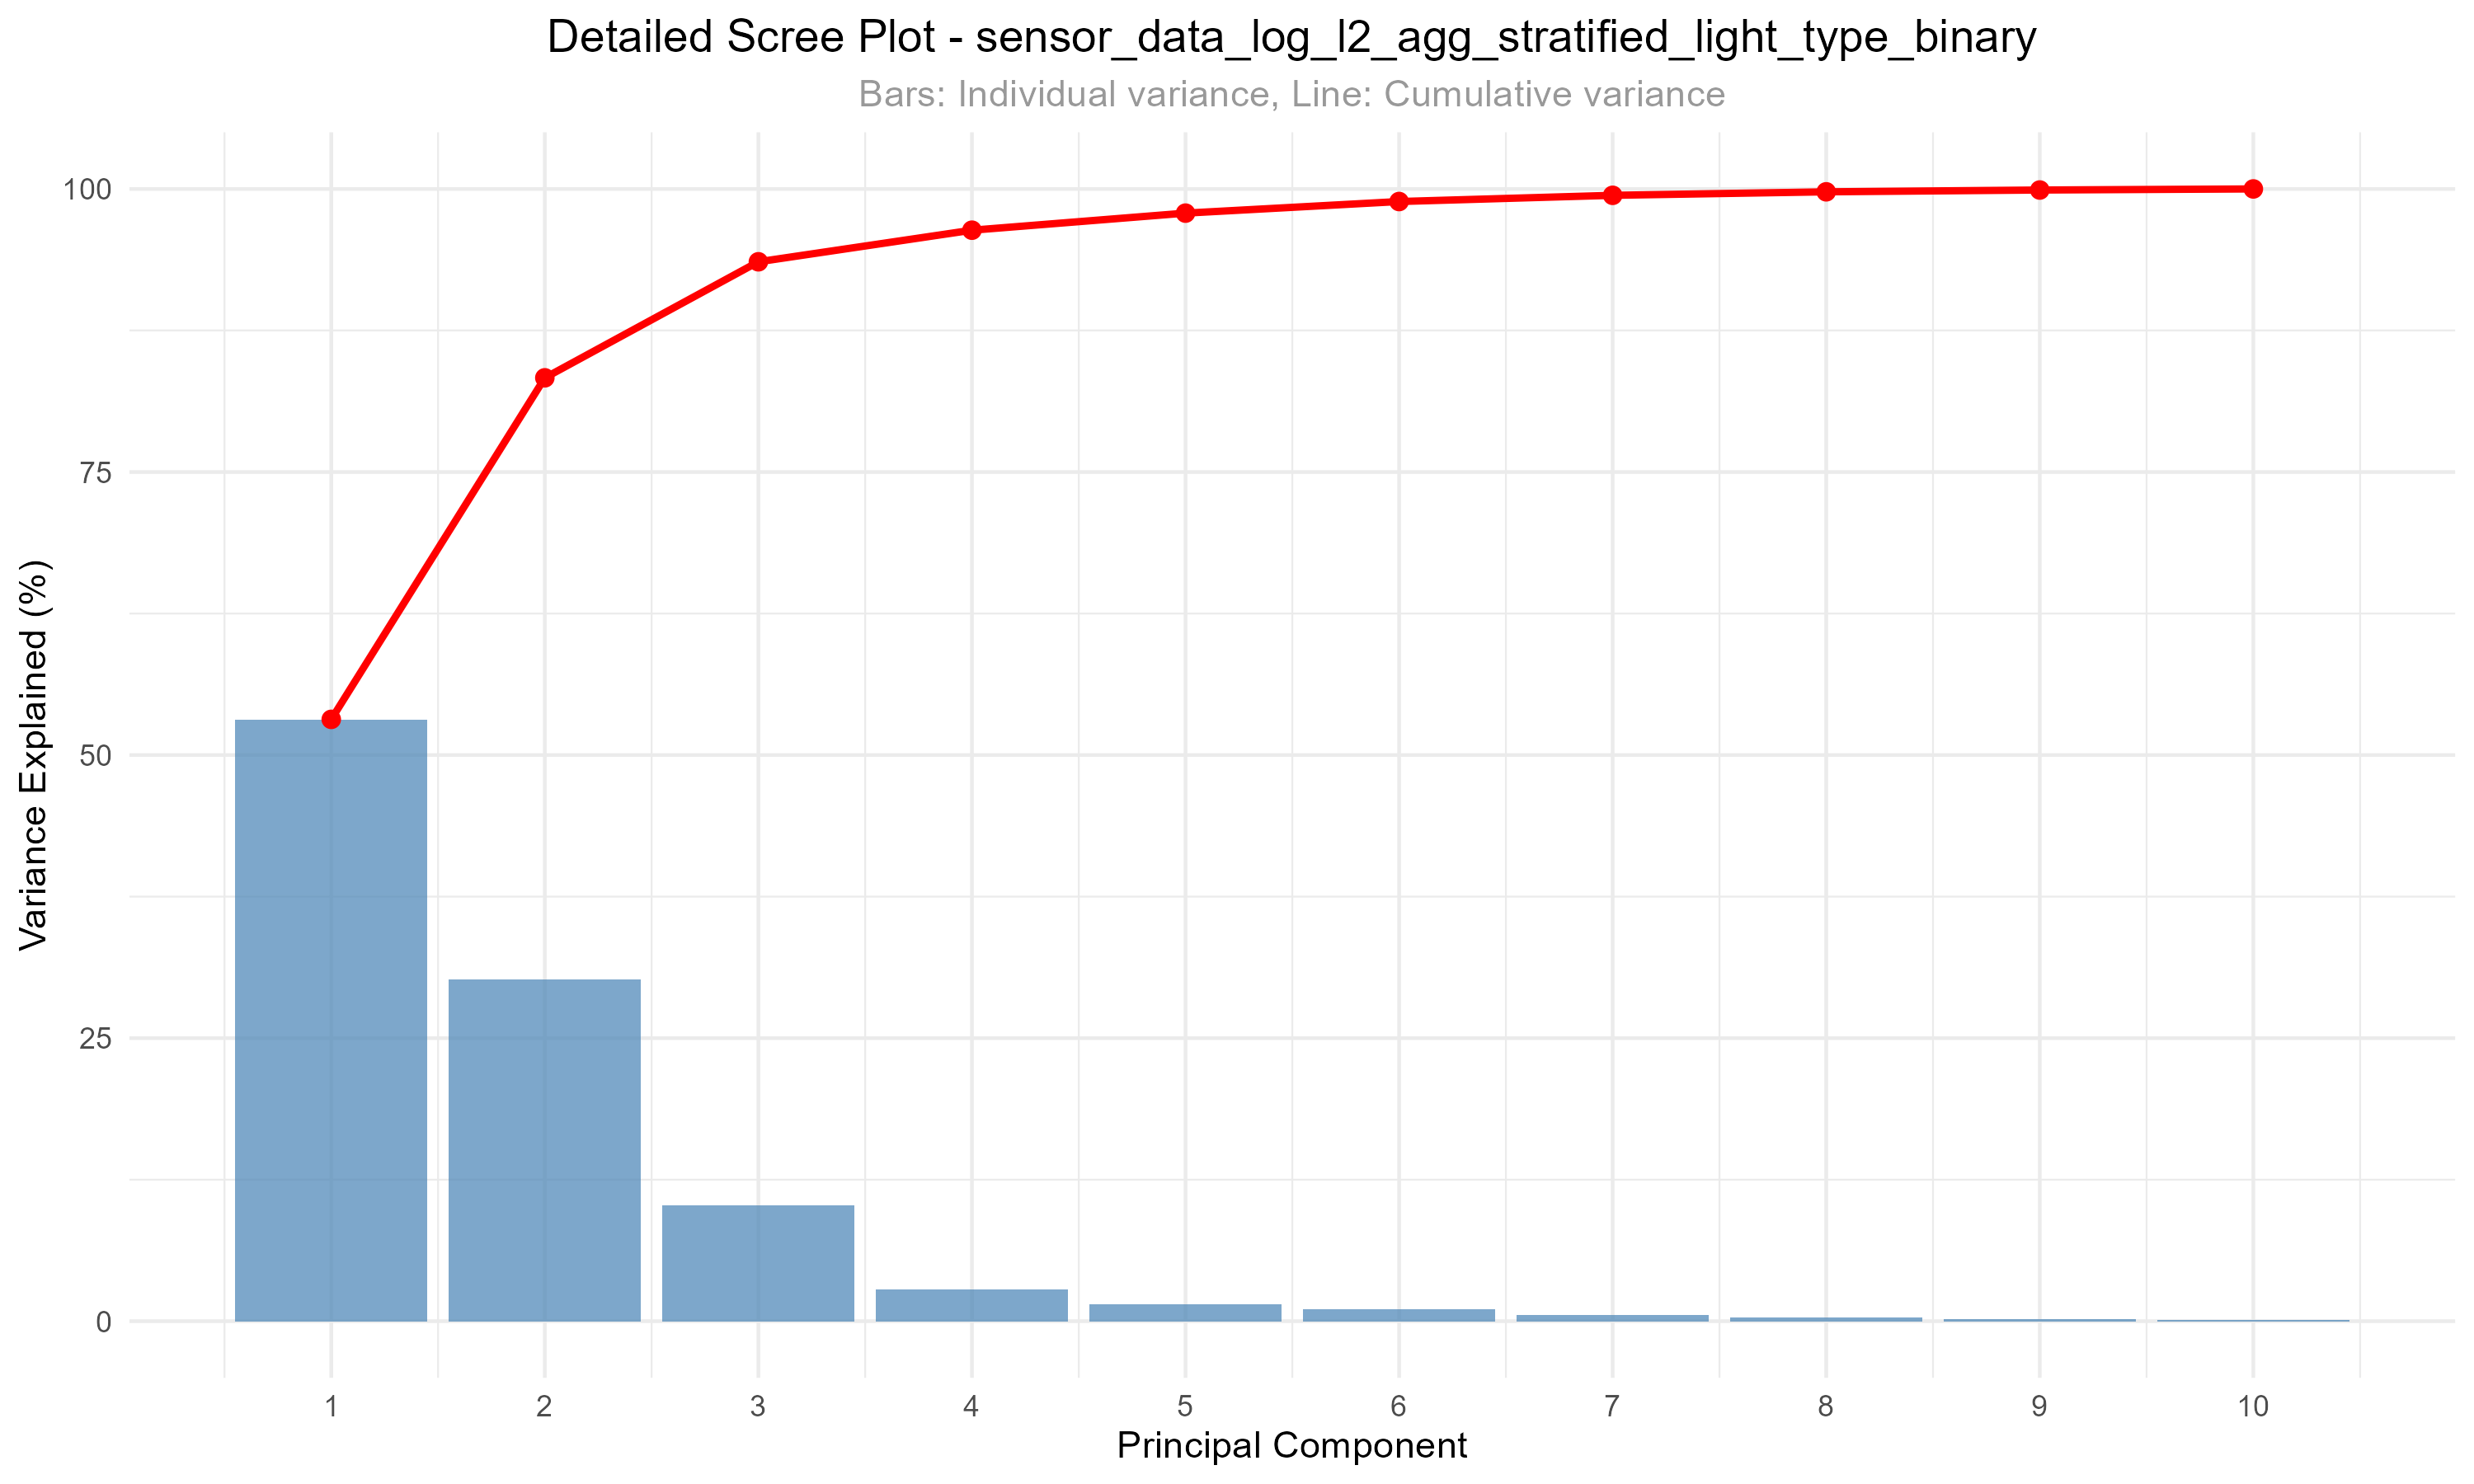 Detailed Scree Plot - sensor_data_log_l2_agg_stratified_light_type_binary
Bars: Individual variance, Line: Cumulative variance
Variance Explained (%)
100
75
50
25
0
1 2 3 4 5 6 7 8 9 10
Principal Component